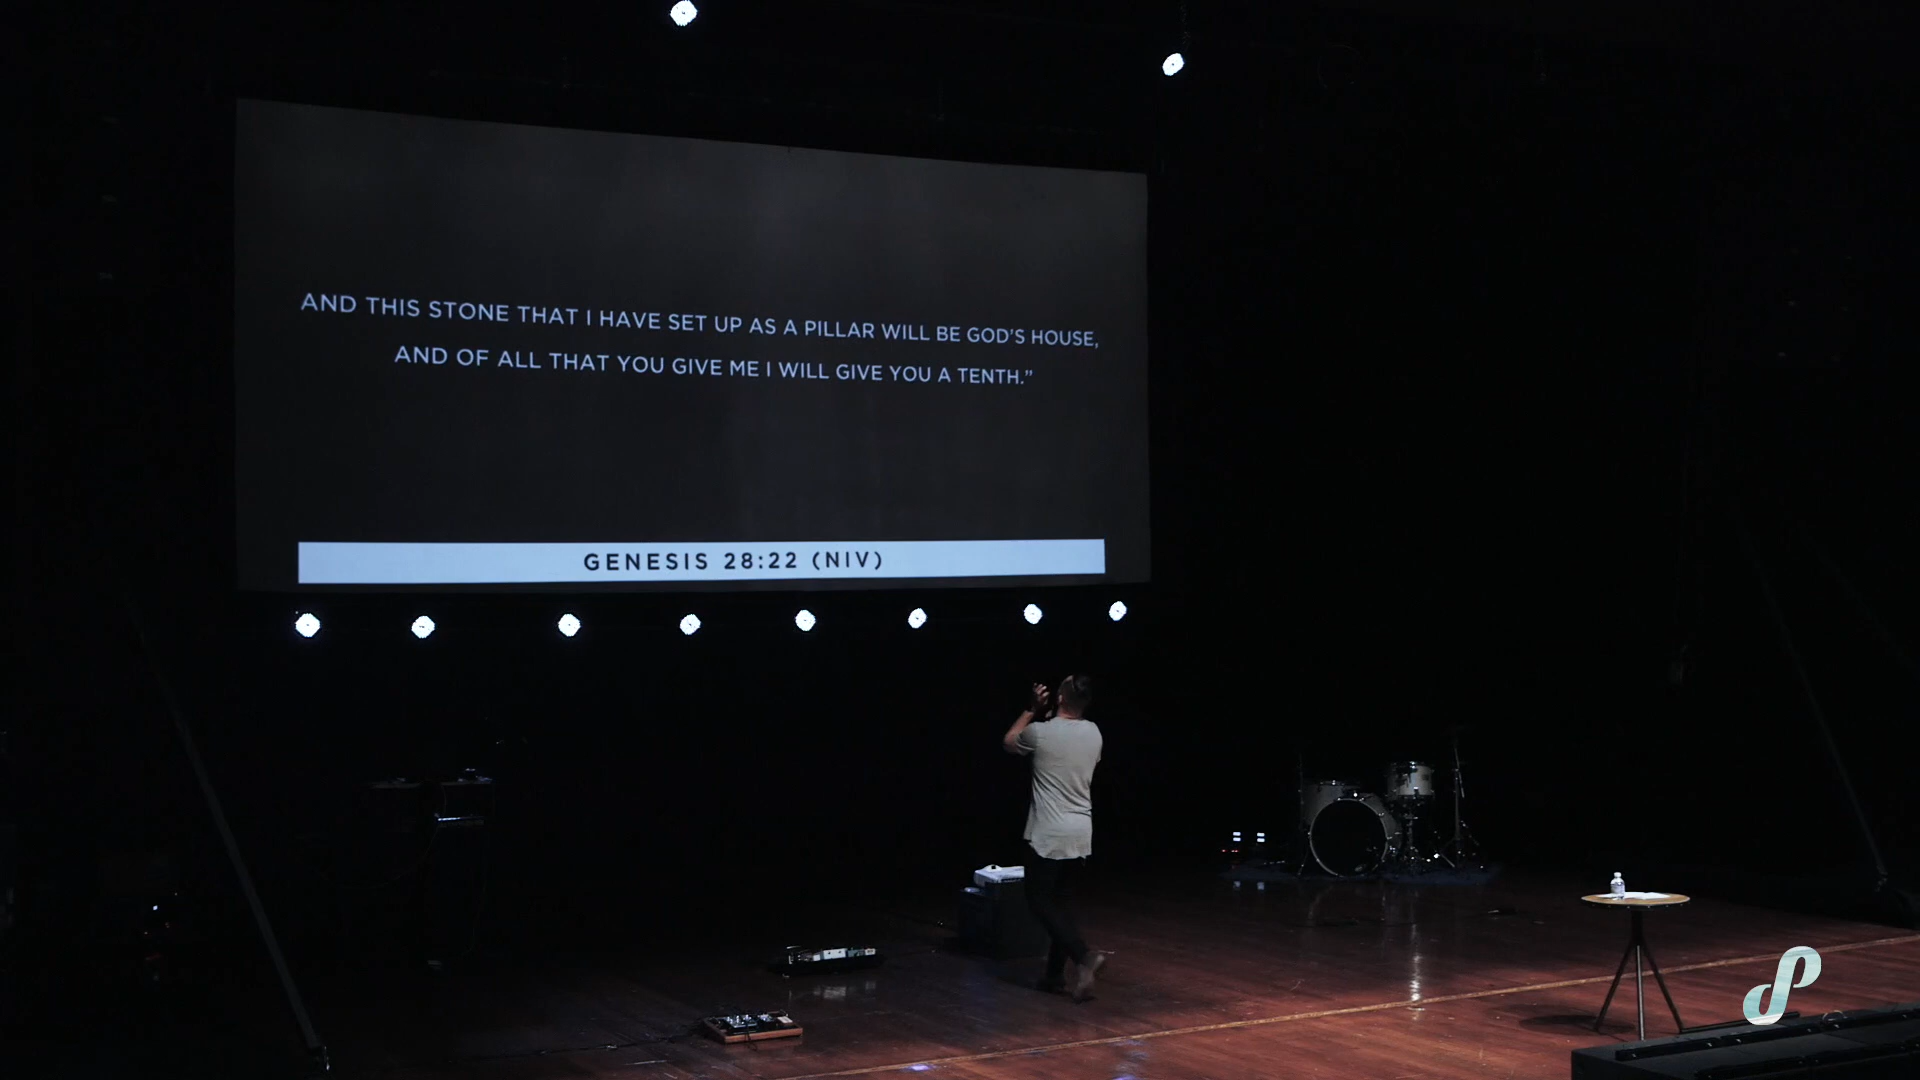 AND THIS STONE THAT I HAVE SET UP AS A PILLAR WILL BE GOD'S HOUSE,
AND OF ALL THAT YOU GIVE ME I WILL GIVE YOU A TENTH.”
GENESIS 28:22 (NIV)